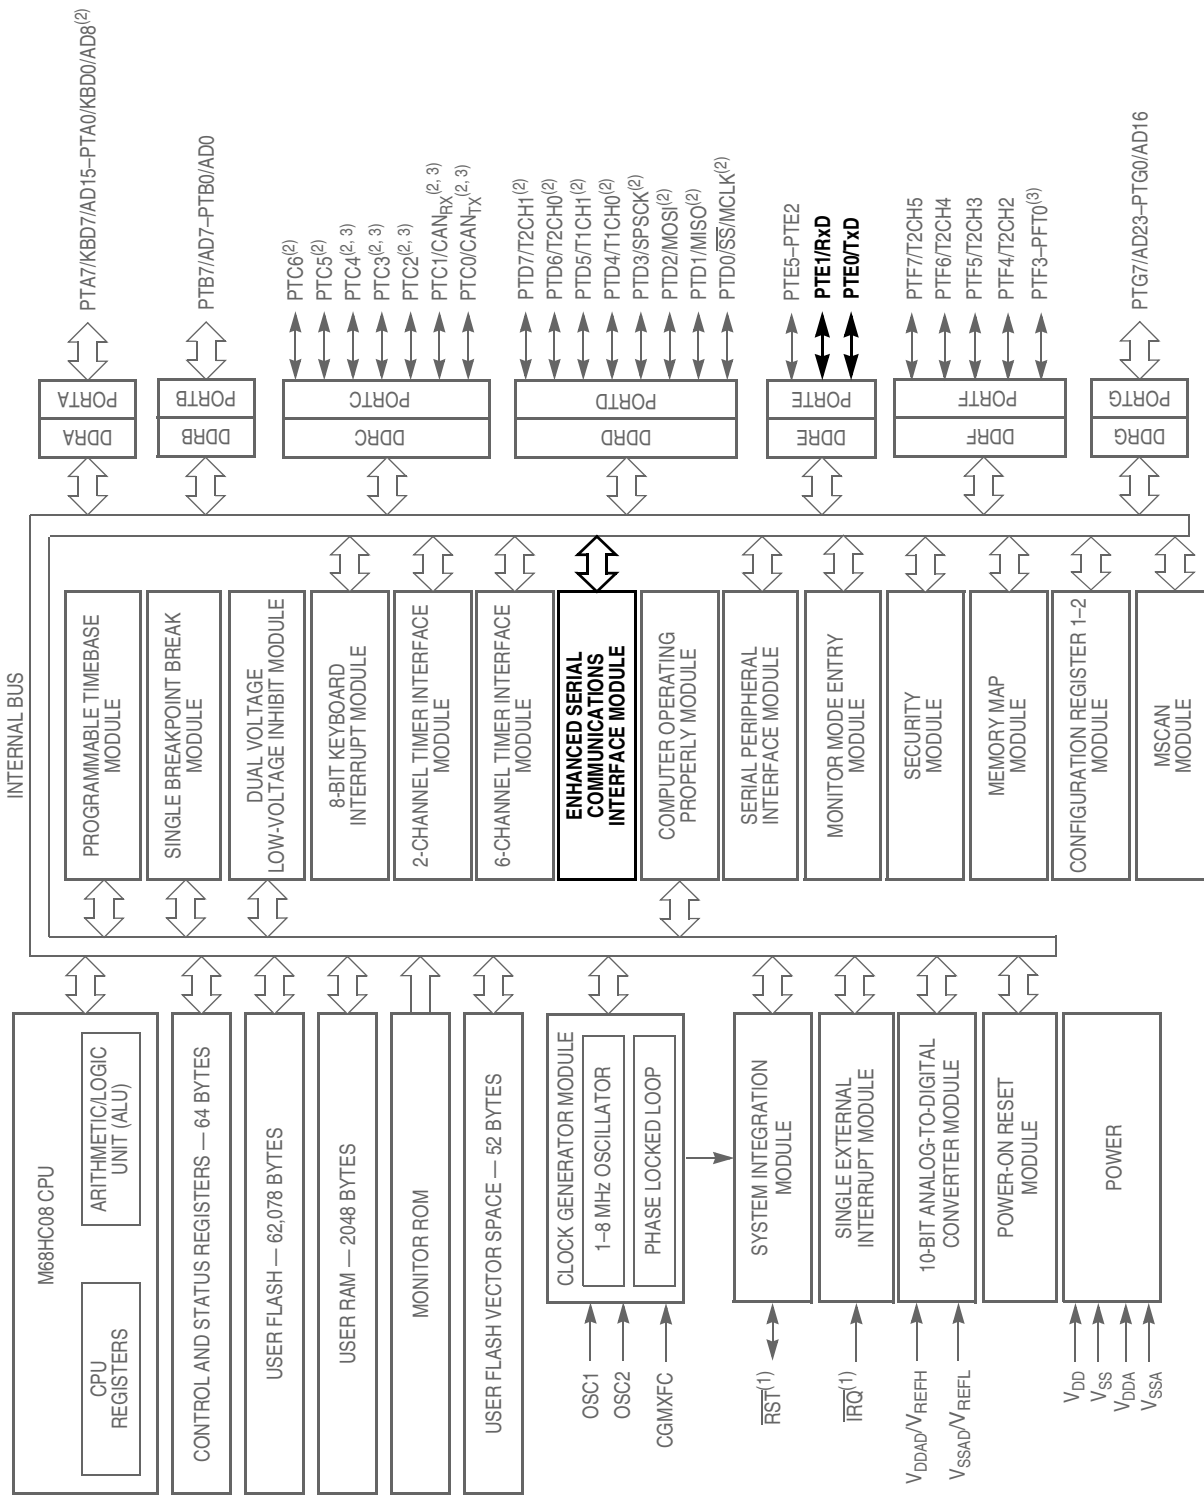 INTERNAL BUS
M68HC08 CPU
CPU
REGISTERS
ARITHMETIC/LOGIC
UNIT (ALU)
CONTROL AND STATUS REGISTERS — 64 BYTES
USER FLASH — 62,078 BYTES
USER RAM — 2048 BYTES
MONITOR ROM
USER FLASH VECTOR SPACE — 52 BYTES
CLOCK GENERATOR MODULE
1–8 MHz OSCILLATOR
PHASE LOCKED LOOP
OSC1
OSC2
CGMXFC
SYSTEM INTEGRATION
MODULE
RST(1)
SINGLE EXTERNAL
INTERRUPT MODULE
IRQ(1)
10-BIT ANALOG-TO-DIGITAL
CONVERTER MODULE
VDDAD/VREFH
VSSAD/VREFL
POWER-ON RESET
MODULE
POWER
VDD
VSS
VDDA
VSSA
PROGRAMMABLE TIMEBASE
MODULE
SINGLE BREAKPOINT BREAK
MODULE
DUAL VOLTAGE
LOW-VOLTAGE INHIBIT MODULE
8-BIT KEYBOARD
INTERRUPT MODULE
2-CHANNEL TIMER INTERFACE
MODULE
6-CHANNEL TIMER INTERFACE
MODULE
ENHANCED SERIAL
COMMUNICATIONS
INTERFACE MODULE
COMPUTER OPERATING
PROPERLY MODULE
SERIAL PERIPHERAL
INTERFACE MODULE
MONITOR MODE ENTRY
MODULE
SECURITY
MODULE
MEMORY MAP
MODULE
CONFIGURATION REGISTER 1–2
MODULE
MSCAN
MODULE
DDRA
PORTA
PTA7/KBD7/AD15–PTA0/KBD0/AD8(2)
DDRB
PORTB
PTB7/AD7–PTB0/AD0
DDRC
PORTC
PTC6(2)
PTC5(2)
PTC4(2, 3)
PTC3(2, 3)
PTC2(2, 3)
PTC1/CANRX(2, 3)
PTC0/CANTX(2, 3)
DDRD
PORTD
PTD7/T2CH1(2)
PTD6/T2CH0(2)
PTD5/T1CH1(2)
PTD4/T1CH0(2)
PTD3/SPSCK(2)
PTD2/MOSI(2)
PTD1/MISO(2)
PTD0/SS/MCLK(2)
DDRE
PORTE
PTE5–PTE2
PTE1/RxD
PTE0/TxD
DDRF
PORTF
PTF7/T2CH5
PTF6/T2CH4
PTF5/T2CH3
PTF4/T2CH2
PTF3–PFT0(3)
DDRG
PORTG
PTG7/AD23–PTG0/AD16